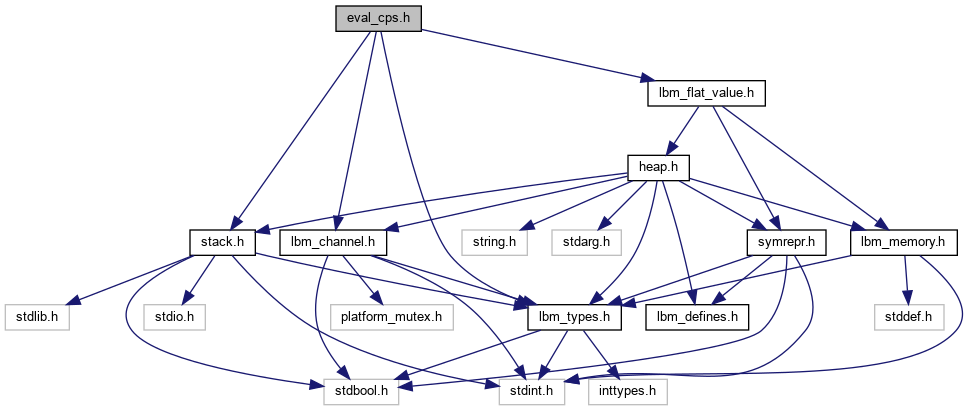 eval_cps.h
lbm_flat_value.h
heap.h
stack.h
lbm_channel.h
string.h
stdarg.h
symrepr.h
lbm_memory.h
stdlib.h
stdio.h
platform_mutex.h
lbm_types.h
lbm_defines.h
stddef.h
stdbool.h
stdint.h
inttypes.h